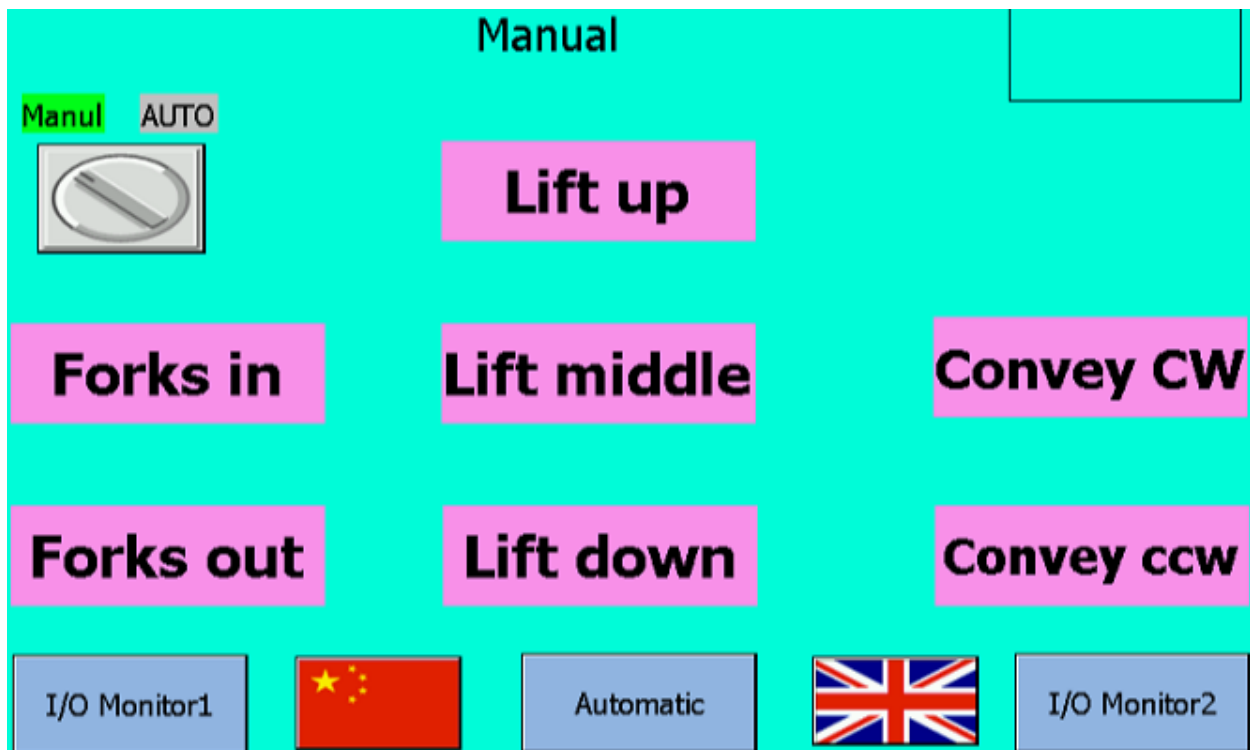 Manual
Manul AUTO
Lift up
Forks in Lift middle Convey CW
Forks out Lift down Convey ccw
I/O Monitor1 Automatic I/O Monitor2